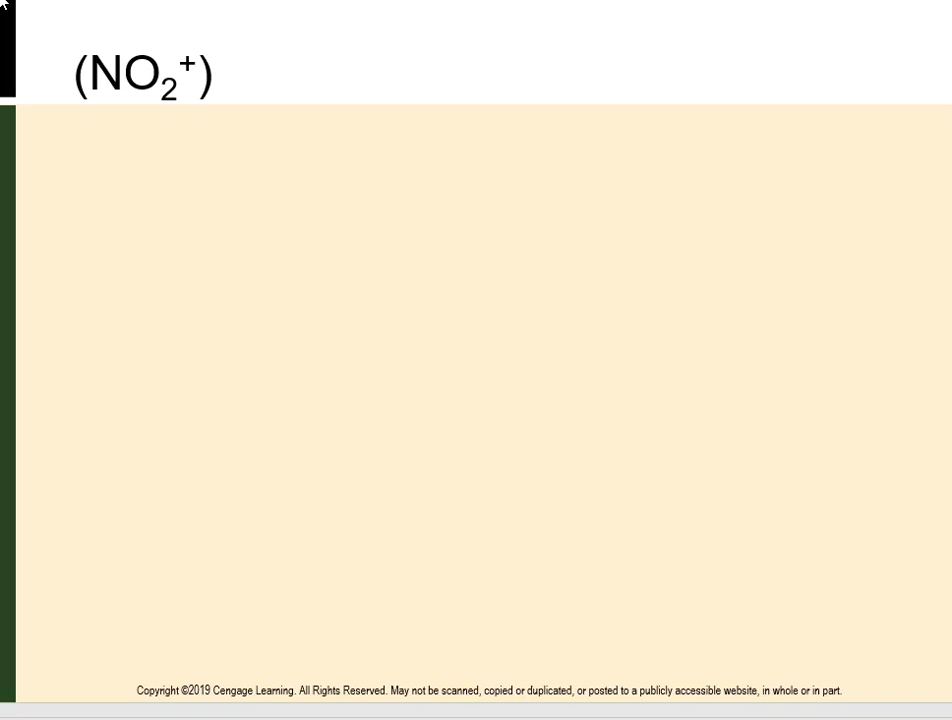 (NO₂⁺)
Copyright ©2019 Cengage Learning. All Rights Reserved. May not be scanned, copied or duplicated, or posted to a publicly accessible website, in whole or in part.